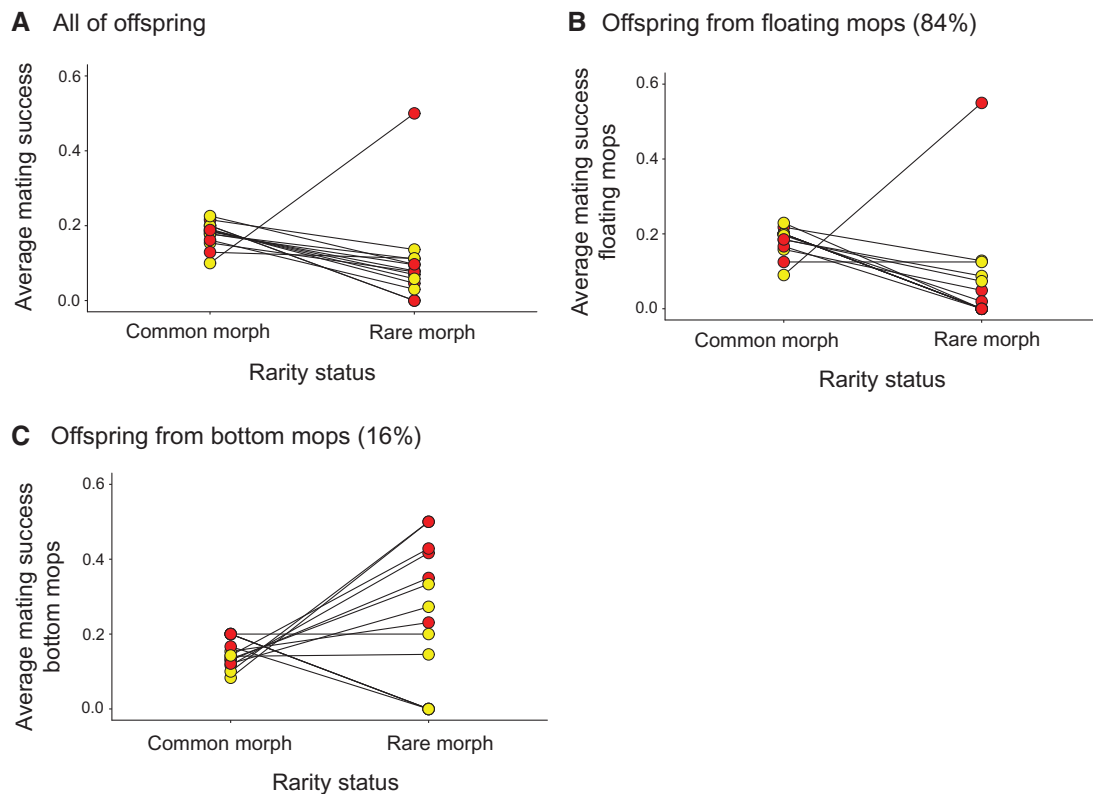 A All of offspring
Average mating success
0.6
0.4
0.2
0.0
Common morph
Rare morph
Rarity status
B Offspring from floating mops (84%)
Average mating success
floating mops
0.6
0.4
0.2
0.0
Common morph
Rare morph
Rarity status
C Offspring from bottom mops (16%)
Average mating success
bottom mops
0.6
0.4
0.2
0.0
Common morph
Rare morph
Rarity status